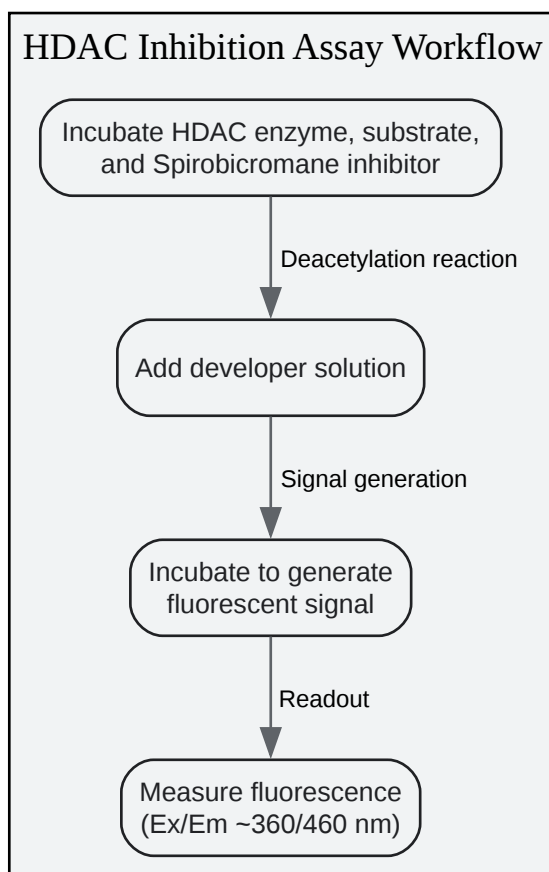 HDAC Inhibition Assay Workflow
Incubate HDAC enzyme, substrate,
and Spirobicromane inhibitor
Deacetylation reaction
Add developer solution
Signal generation
Incubate to generate
fluorescent signal
Readout
Measure fluorescence
(Ex/Em ~360/460 nm)